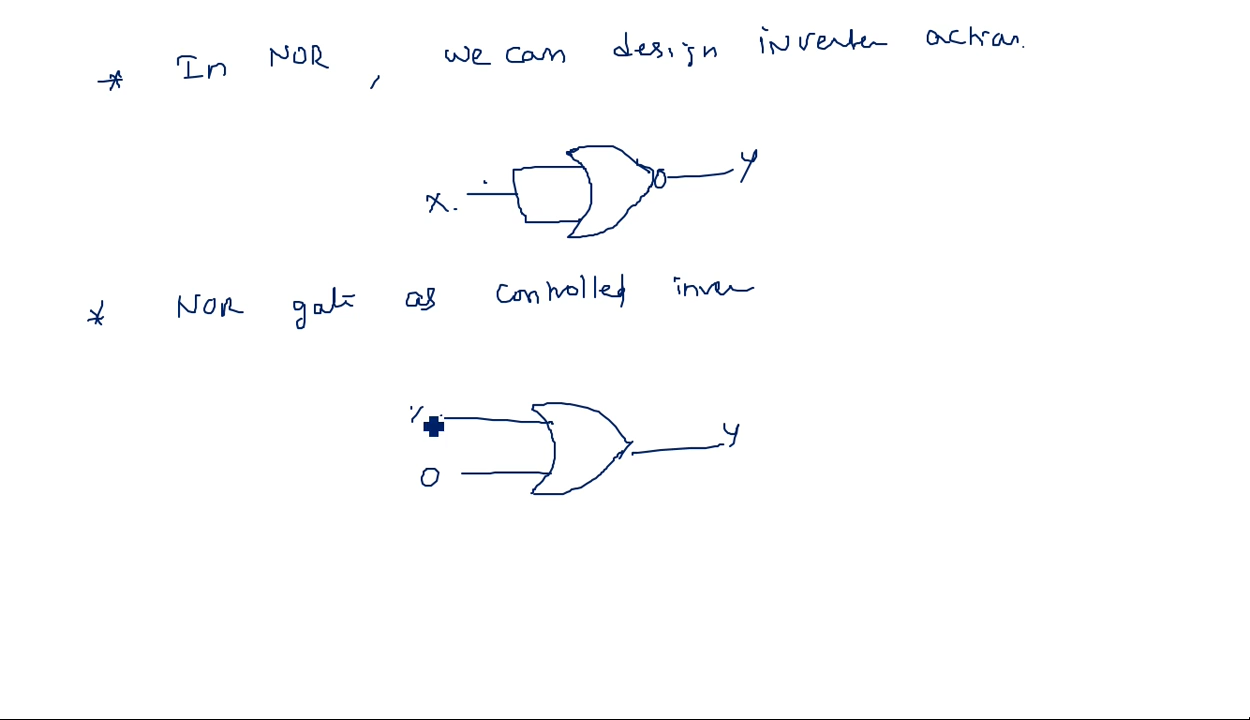 * In NOR, we can design inverter action.
X. Y
* NOR gate as controlled inver
X Y
0